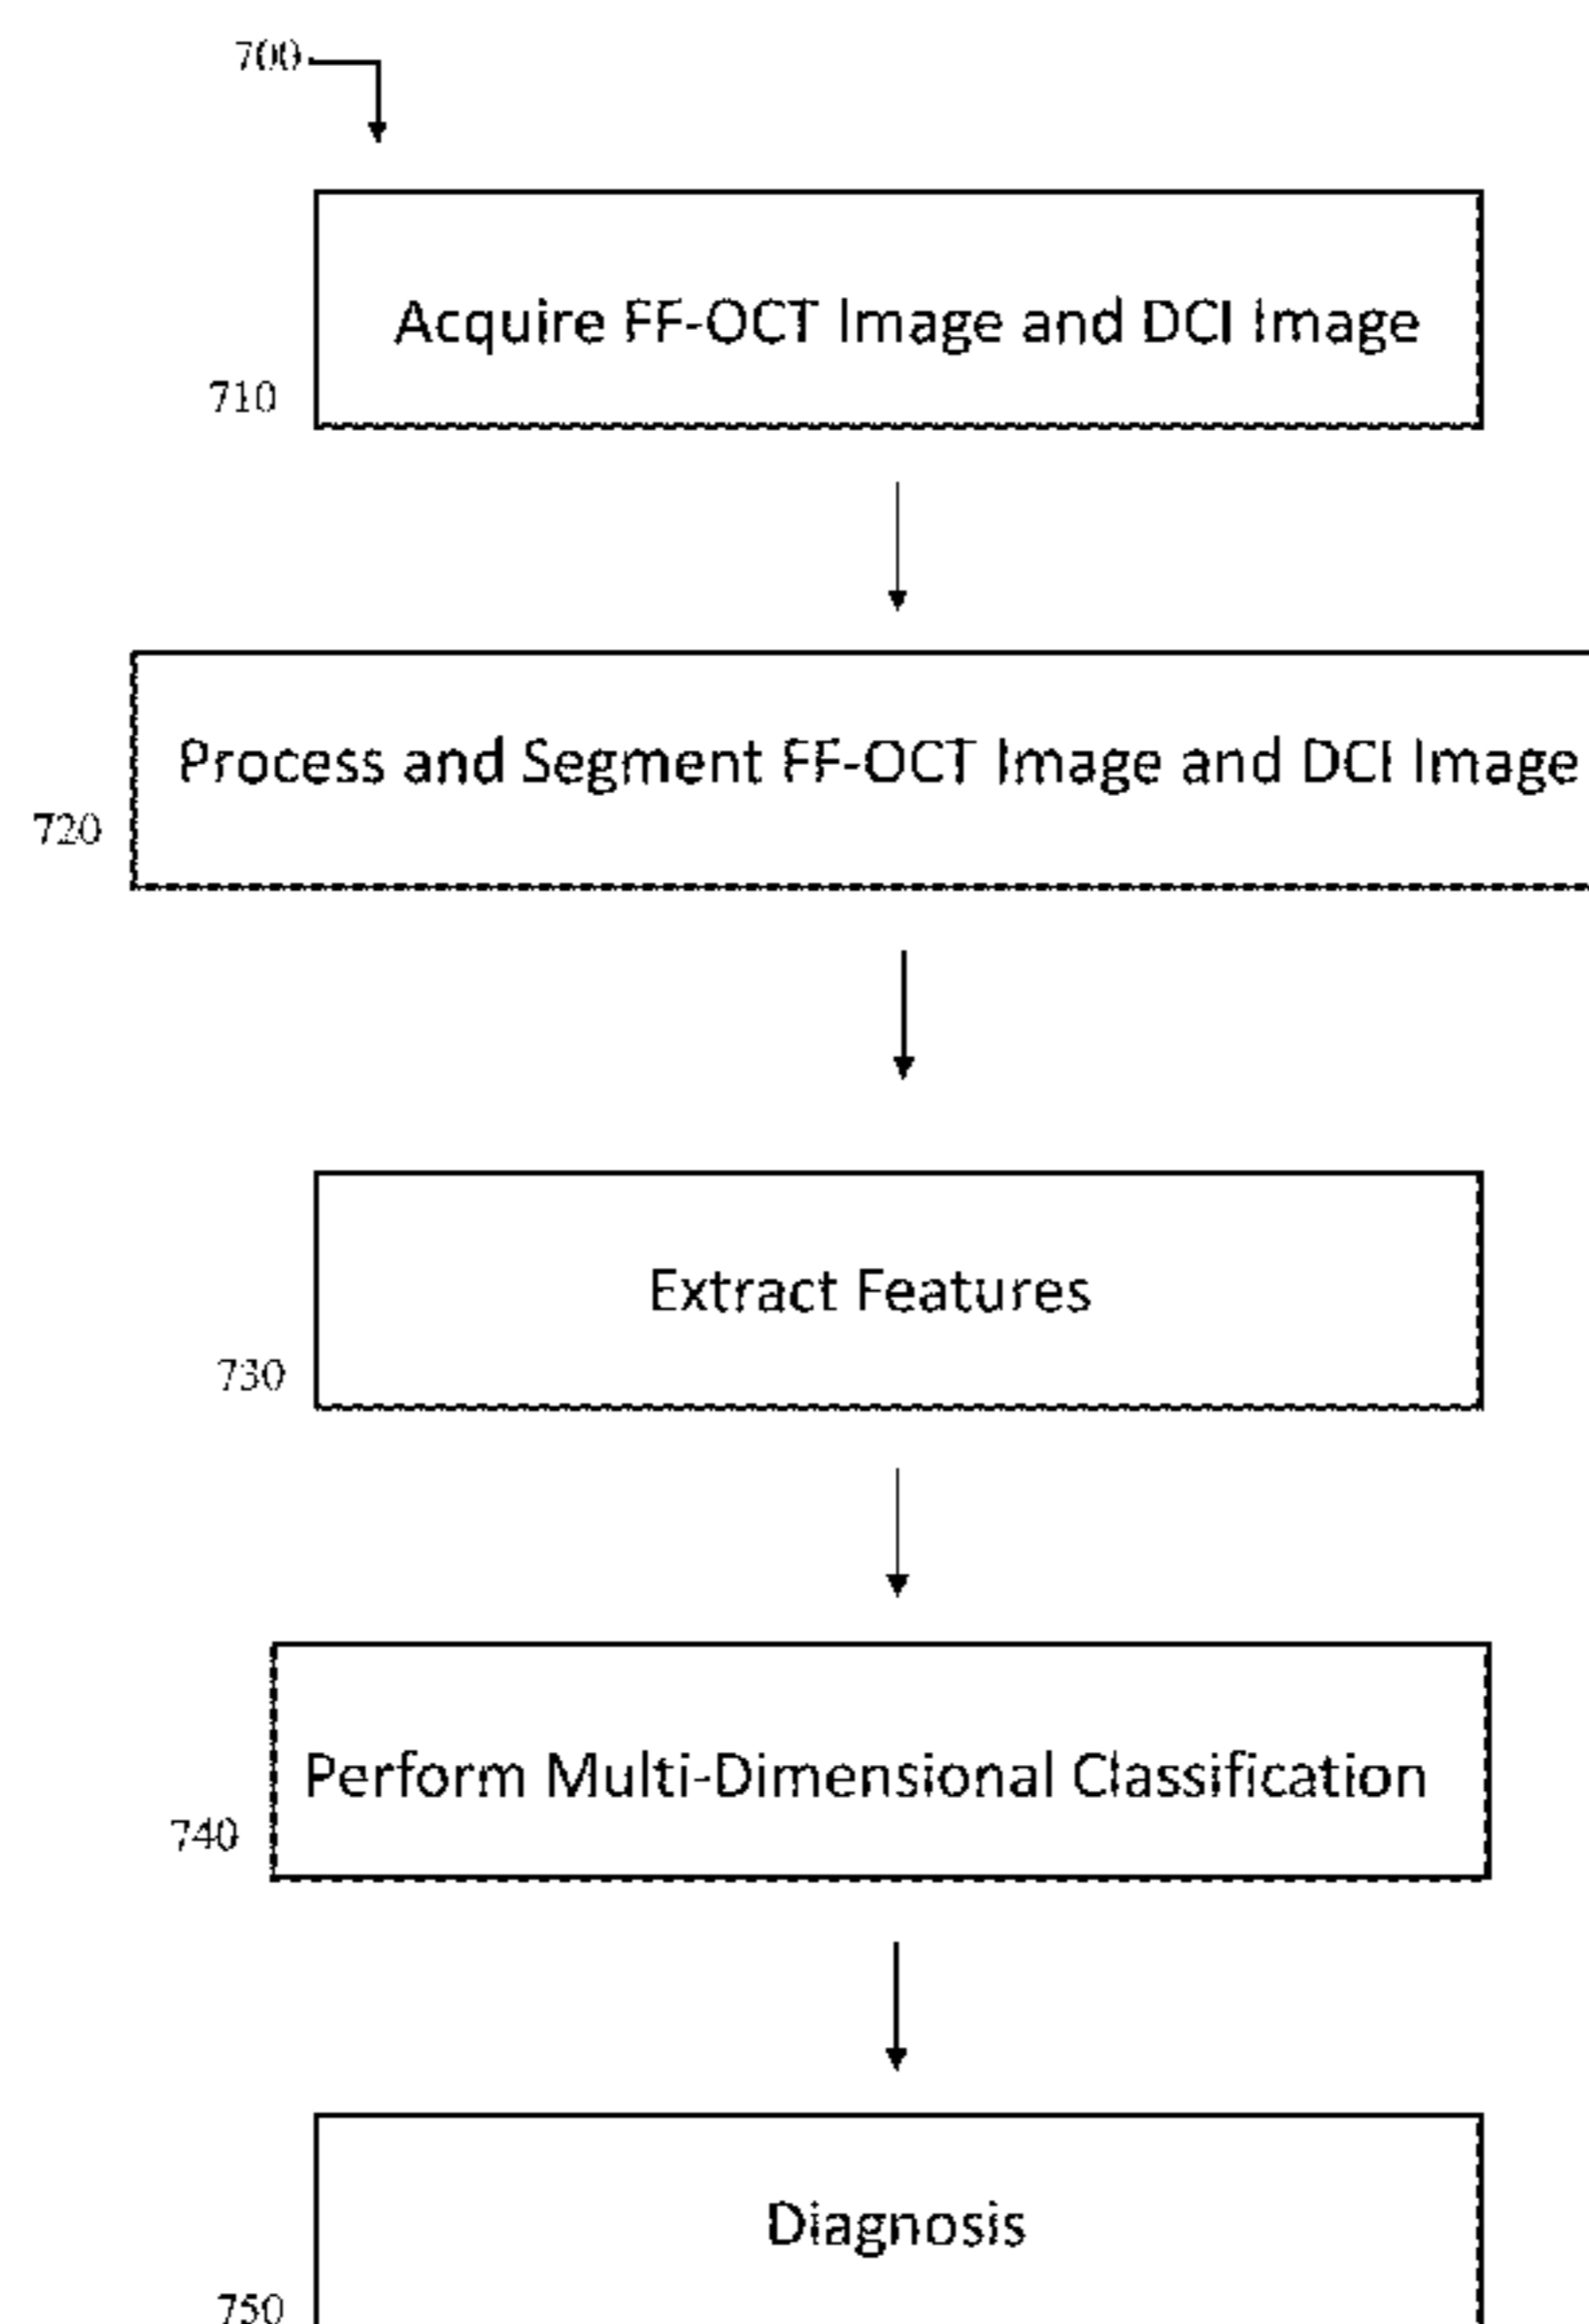 700
Acquire FF-OCT Image and DCI Image
710
Process and Segment FF-OCT Image and DCI Image
720
Extract Features
730
Perform Multi-Dimensional Classification
740
Diagnosis
750